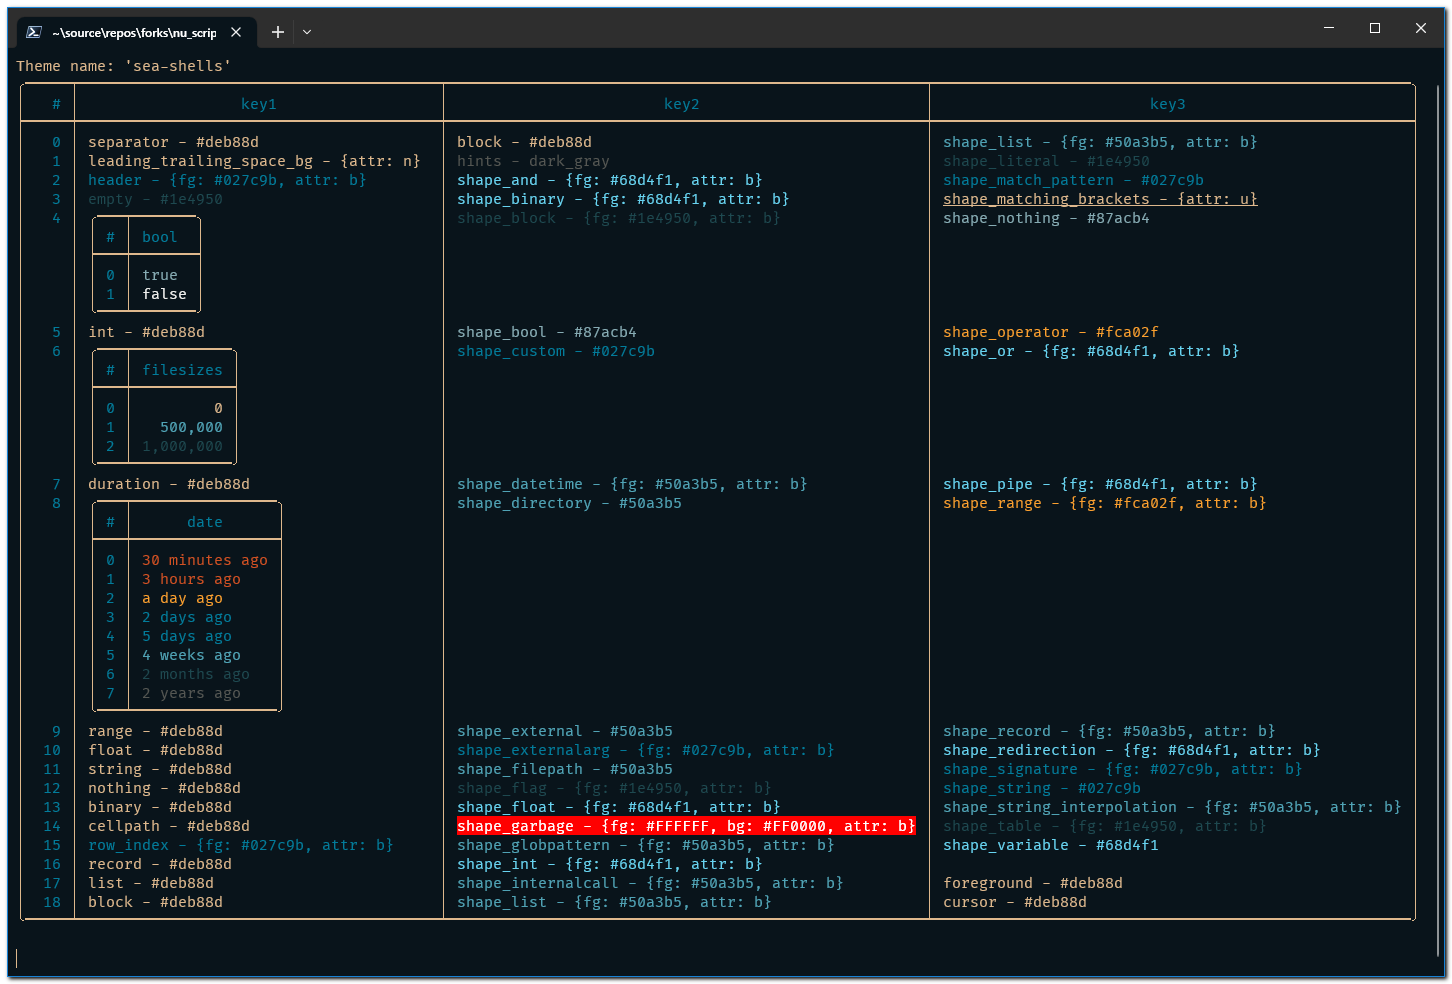 ~\source\repos\forks\nu_scrip
Theme name: 'sea-shells'
# key1 key2 key3
0 separator - #deb88d block - #deb88d shape_list - {fg: #50a3b5, attr: b}
1 leading_trailing_space_bg - {attr: n} hints - dark_gray shape_literal - #1e4950
2 header - {fg: #027c9b, attr: b} shape_and - {fg: #68d4f1, attr: b} shape_match_pattern - #027c9b
3 empty - #1e4950 shape_binary - {fg: #68d4f1, attr: b} shape_matching_brackets - {attr: u}
4 shape_block - {fg: #1e4950, attr: b} shape_nothing - #87acb4
# bool
0 true
1 false
5 int - #deb88d shape_bool - #87acb4 shape_operator - #fca02f
6 shape_custom - #027c9b shape_or - {fg: #68d4f1, attr: b}
# filesizes
0 0
1 500,000
2 1,000,000
7 duration - #deb88d shape_datetime - {fg: #50a3b5, attr: b} shape_pipe - {fg: #68d4f1, attr: b}
8 shape_directory - #50a3b5 shape_range - {fg: #fca02f, attr: b}
# date
0 30 minutes ago
1 3 hours ago
2 a day ago
3 2 days ago
4 5 days ago
5 4 weeks ago
6 2 months ago
7 2 years ago
9 range - #deb88d shape_external - #50a3b5 shape_record - {fg: #50a3b5, attr: b}
10 float - #deb88d shape_externalarg - {fg: #027c9b, attr: b} shape_redirection - {fg: #68d4f1, attr: b}
11 string - #deb88d shape_filepath - #50a3b5 shape_signature - {fg: #027c9b, attr: b}
12 nothing - #deb88d shape_flag - {fg: #1e4950, attr: b} shape_string - #027c9b
13 binary - #deb88d shape_float - {fg: #68d4f1, attr: b} shape_string_interpolation - {fg: #50a3b5, attr: b}
14 cellpath - #deb88d shape_garbage - {fg: #FFFFFF, bg: #FF0000, attr: b} shape_table - {fg: #1e4950, attr: b}
15 row_index - {fg: #027c9b, attr: b} shape_globpattern - {fg: #50a3b5, attr: b} shape_variable - #68d4f1
16 record - #deb88d shape_int - {fg: #68d4f1, attr: b}
17 list - #deb88d shape_internalcall - {fg: #50a3b5, attr: b} foreground - #deb88d
18 block - #deb88d shape_list - {fg: #50a3b5, attr: b} cursor - #deb88d